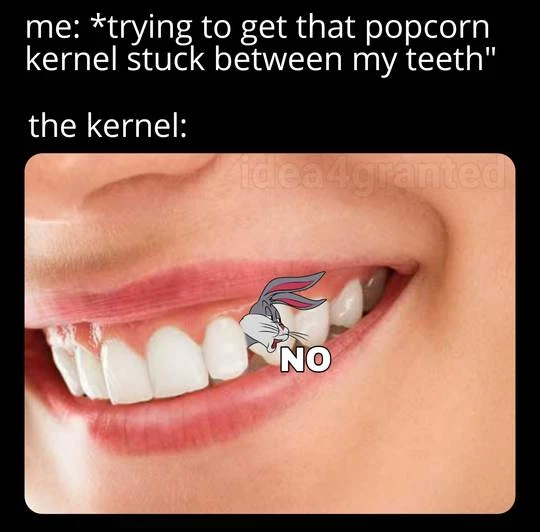 me: *trying to get that popcorn
kernel stuck between my teeth"
the kernel:
idea4granted
NO